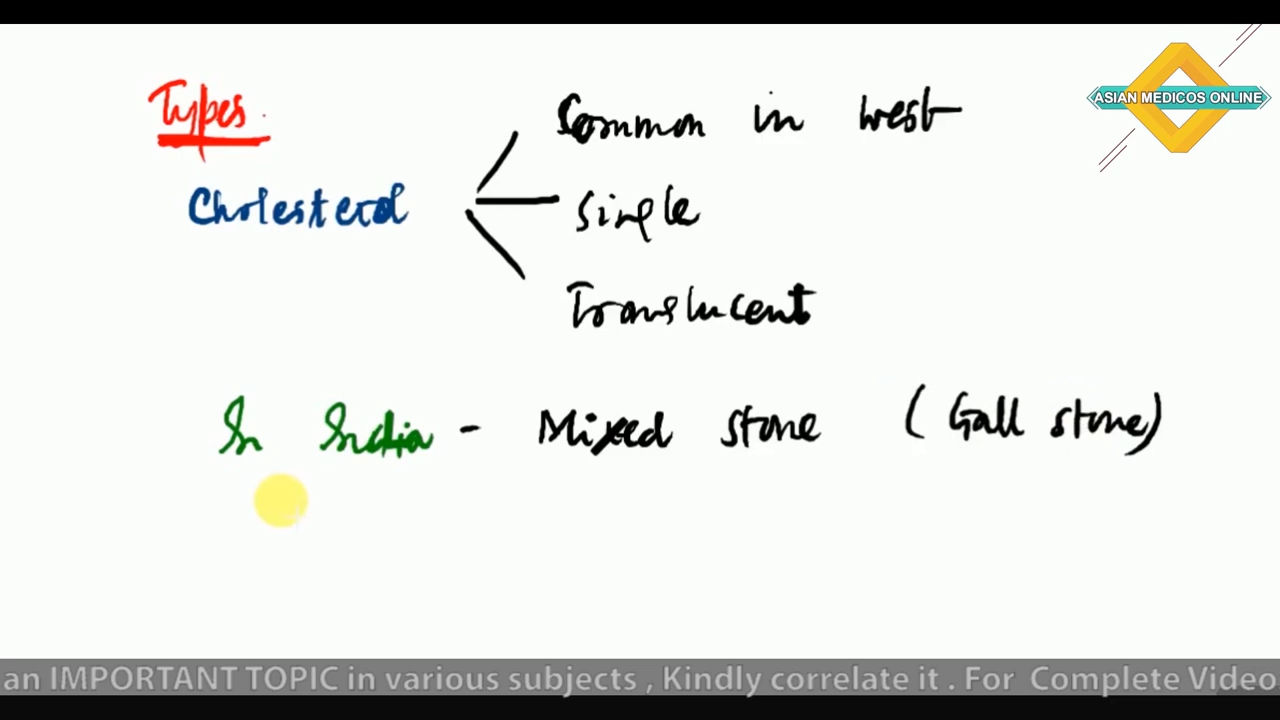 Types.
ASIAN MEDICOS ONLINE
Common in west
Cholesterol
Single
Translucent
In India - Mixed stone (Gall stone)
an IMPORTANT TOPIC in various subjects , Kindly correlate it . For Complete Video